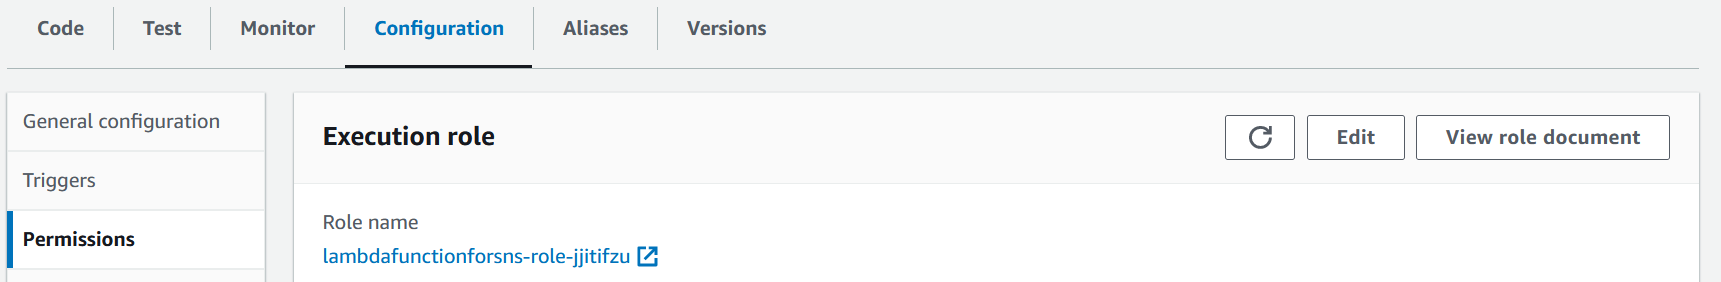 Code Test Monitor Configuration Aliases Versions
General configuration
Triggers
Permissions
Execution role
Edit
View role document
Role name
lambdafunctionforsns-role-jjitifzu